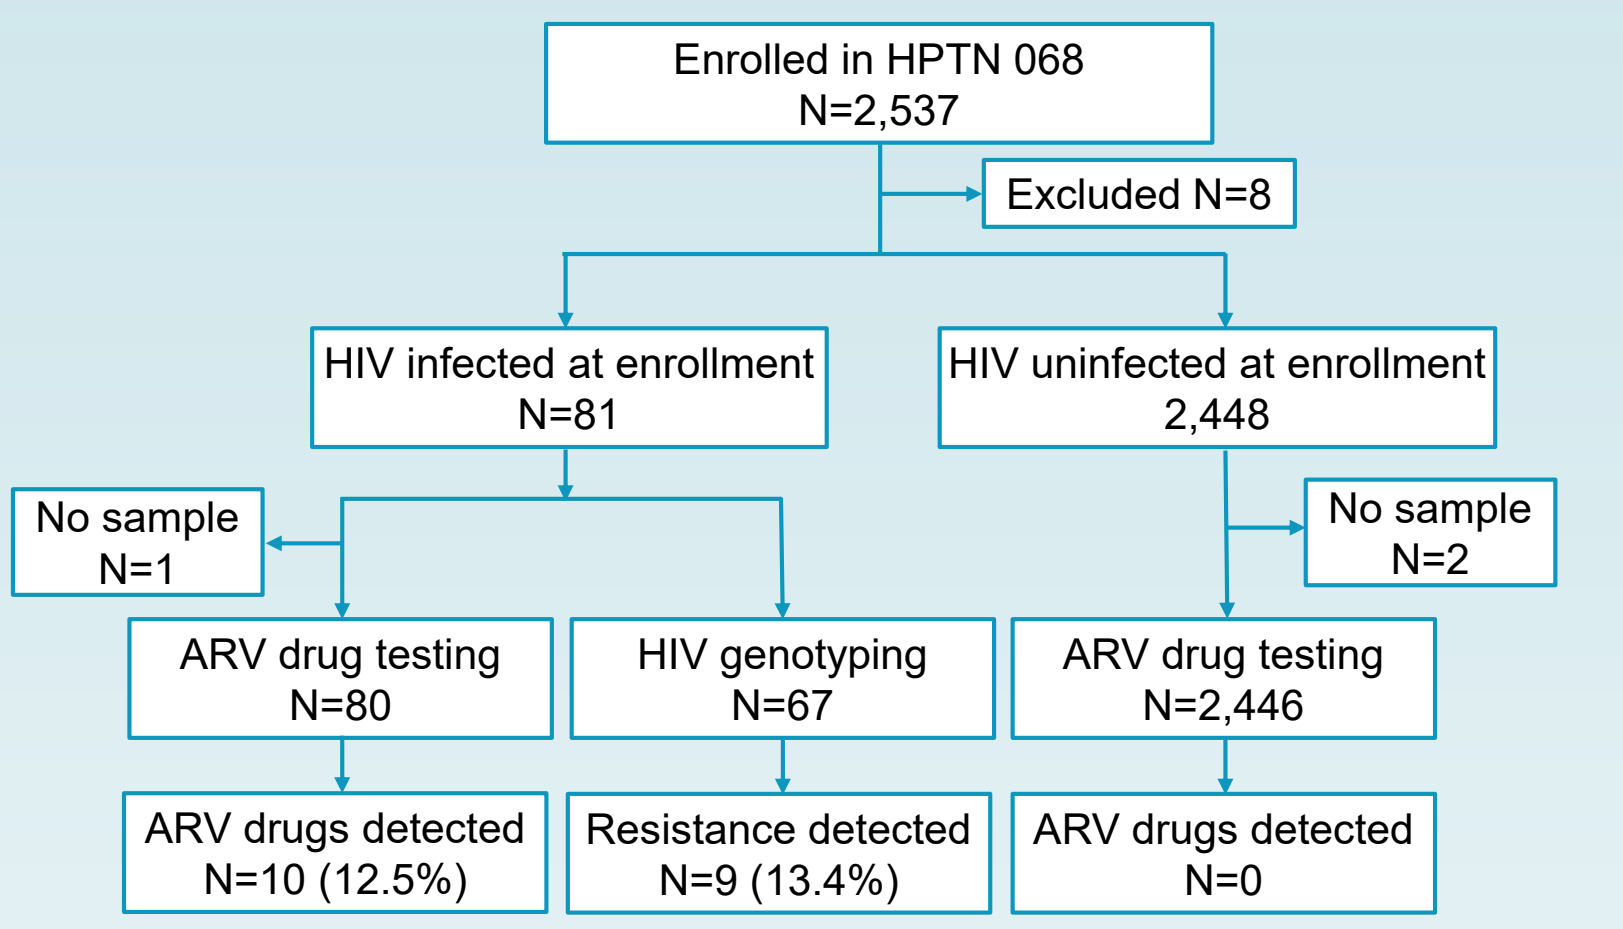 Enrolled in HPTN 068
N=2,537
Excluded N=8
HIV infected at enrollment
N=81
HIV uninfected at enrollment
2,448
No sample
N=1
No sample
N=2
ARV drug testing
N=80
HIV genotyping
N=67
ARV drug testing
N=2,446
ARV drugs detected
N=10 (12.5%)
Resistance detected
N=9 (13.4%)
ARV drugs detected
N=0